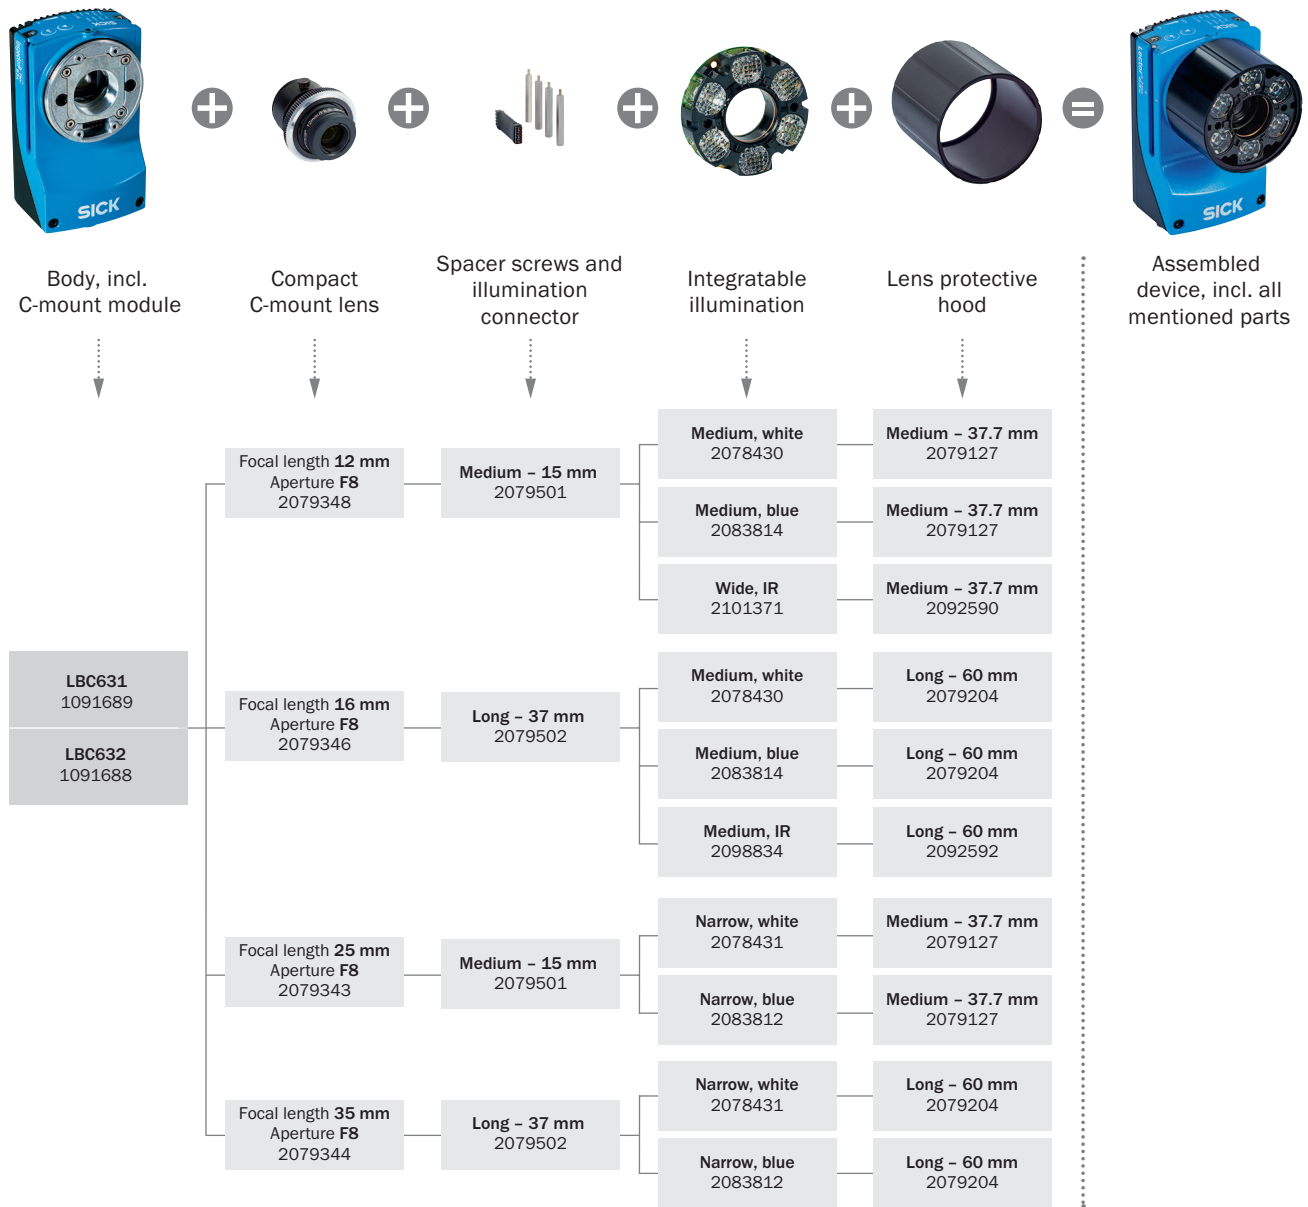 SICK
SICK
SICK
SICK
Body, incl.
C-mount module
Compact
C-mount lens
Spacer screws and
illumination
connector
Integratable
illumination
Lens protective
hood
Assembled
device, incl. all
mentioned parts
LBC631
1091689
LBC632
1091688
Focal length 12 mm
Aperture F8
2079348
Medium – 15 mm
2079501
Medium, white
2078430
Medium – 37.7 mm
2079127
Medium, blue
2083814
Medium – 37.7 mm
2079127
Wide, IR
2101371
Medium – 37.7 mm
2092590
Focal length 16 mm
Aperture F8
2079346
Long – 37 mm
2079502
Medium, white
2078430
Long – 60 mm
2079204
Medium, blue
2083814
Long – 60 mm
2079204
Medium, IR
2098834
Long – 60 mm
2092592
Focal length 25 mm
Aperture F8
2079343
Medium – 15 mm
2079501
Narrow, white
2078431
Medium – 37.7 mm
2079127
Narrow, blue
2083812
Medium – 37.7 mm
2079127
Focal length 35 mm
Aperture F8
2079344
Long – 37 mm
2079502
Narrow, white
2078431
Long – 60 mm
2079204
Narrow, blue
2083812
Long – 60 mm
2079204